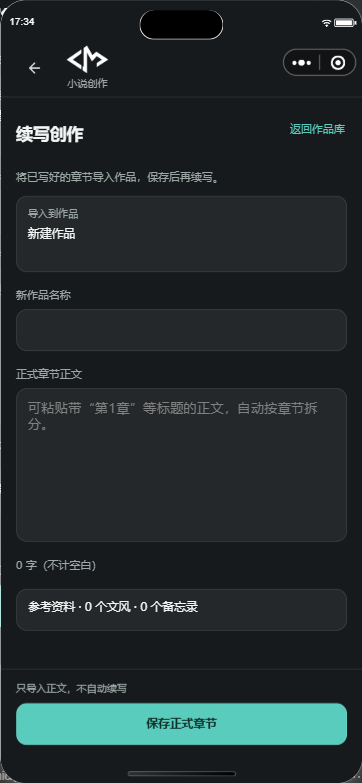 17:34
小说创作
续写创作
返回作品库
将已写好的章节导入作品，保存后再续写。
导入到作品
新建作品
新作品名称
正式章节正文
可粘贴带“第1章”等标题的正文，自动按章节拆
分。
0 字（不计空白）
参考资料 · 0 个文风 · 0 个备忘录
只导入正文，不自动续写
保存正式章节